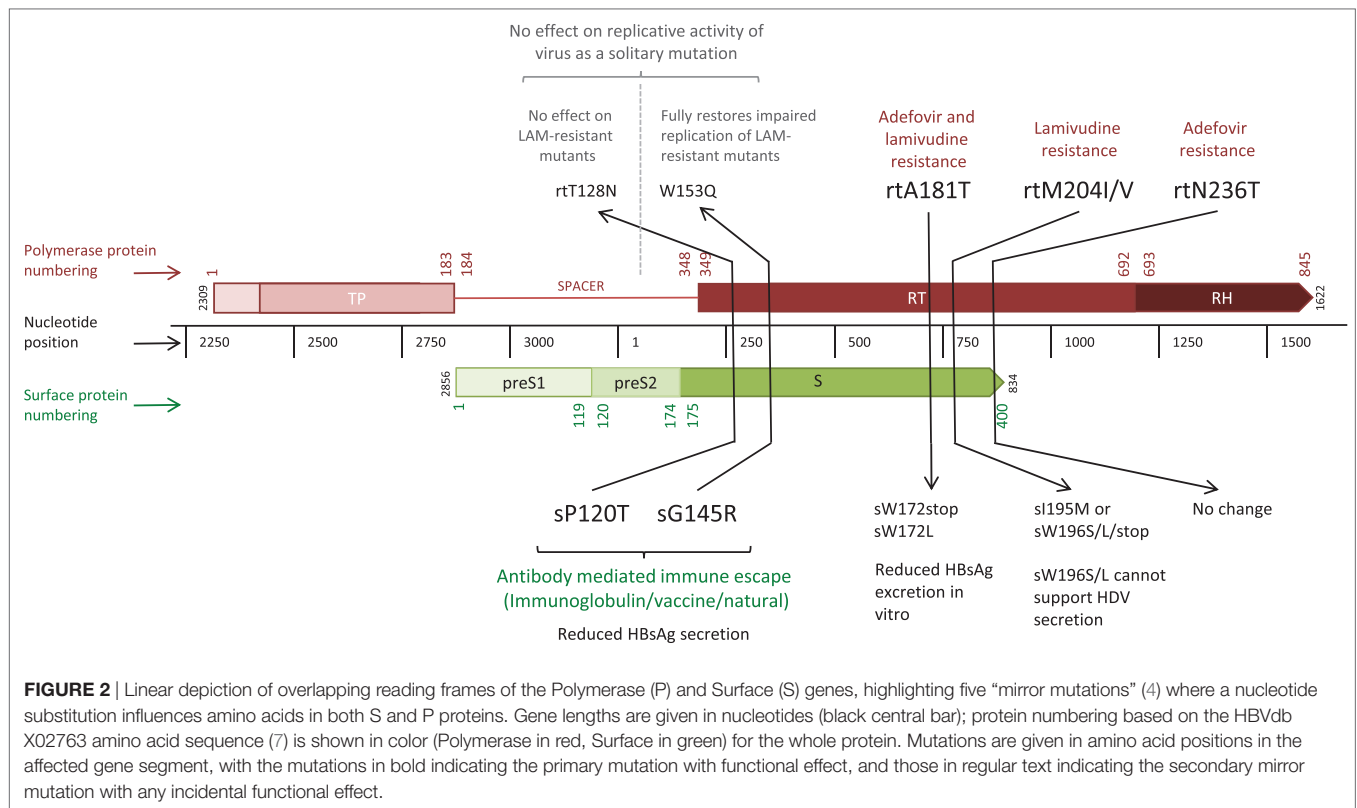 No effect on replicative activity of
virus as a solitary mutation
No effect on
LAM-resistant
mutants
Fully restores impaired
replication of LAM-
resistant mutants
Adefovir and
lamivudine
resistance
Lamivudine
resistance
Adefovir
resistance
rtT128N
W153Q
rtA181T
rtM204I/V
rtN236T
Polymerase protein
numbering
1
183
184
348
349
692
693
845
2309
TP
SPACER
RT
RH
1622
Nucleotide
position
2250
2500
2750
3000
1
250
500
750
1000
1250
1500
Surface protein
numbering
2856
preS1
preS2
S
834
1
119
120
174
175
400
sP120T
sG145R
Antibody mediated immune escape
(Immunoglobulin/vaccine/natural)
Reduced HBsAg secretion
sW172stop
sW172L
Reduced HBsAg
excretion in
vitro
sI195M or
sW196S/L/stop
sW196S/L cannot
support HDV
secretion
No change
FIGURE 2 | Linear depiction of overlapping reading frames of the Polymerase (P) and Surface (S) genes, highlighting five “mirror mutations” (4) where a nucleotide
substitution influences amino acids in both S and P proteins. Gene lengths are given in nucleotides (black central bar); protein numbering based on the HBVdb
X02763 amino acid sequence (7) is shown in color (Polymerase in red, Surface in green) for the whole protein. Mutations are given in amino acid positions in the
affected gene segment, with the mutations in bold indicating the primary mutation with functional effect, and those in regular text indicating the secondary mirror
mutation with any incidental functional effect.